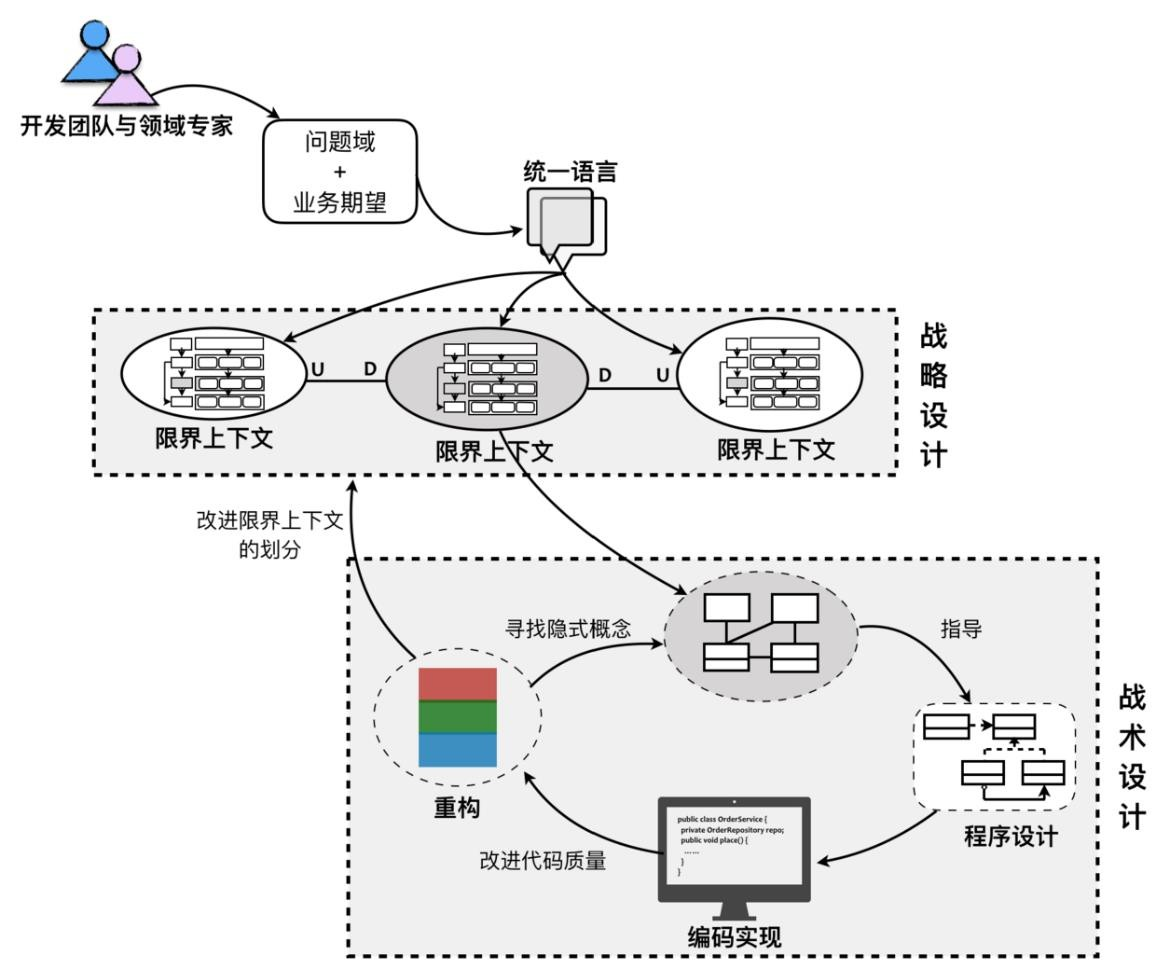 开发团队与领域专家
问题域
+
业务期望
统一语言
U
D
D
U
限界上下文
限界上下文
限界上下文
战
略
设
计
改进限界上下文
的划分
寻找隐式概念
指导
重构
程序设计
改进代码质量
public class OrderService {
private OrderRepository repo;
public void place() {
……
}
}
编码实现
战
术
设
计